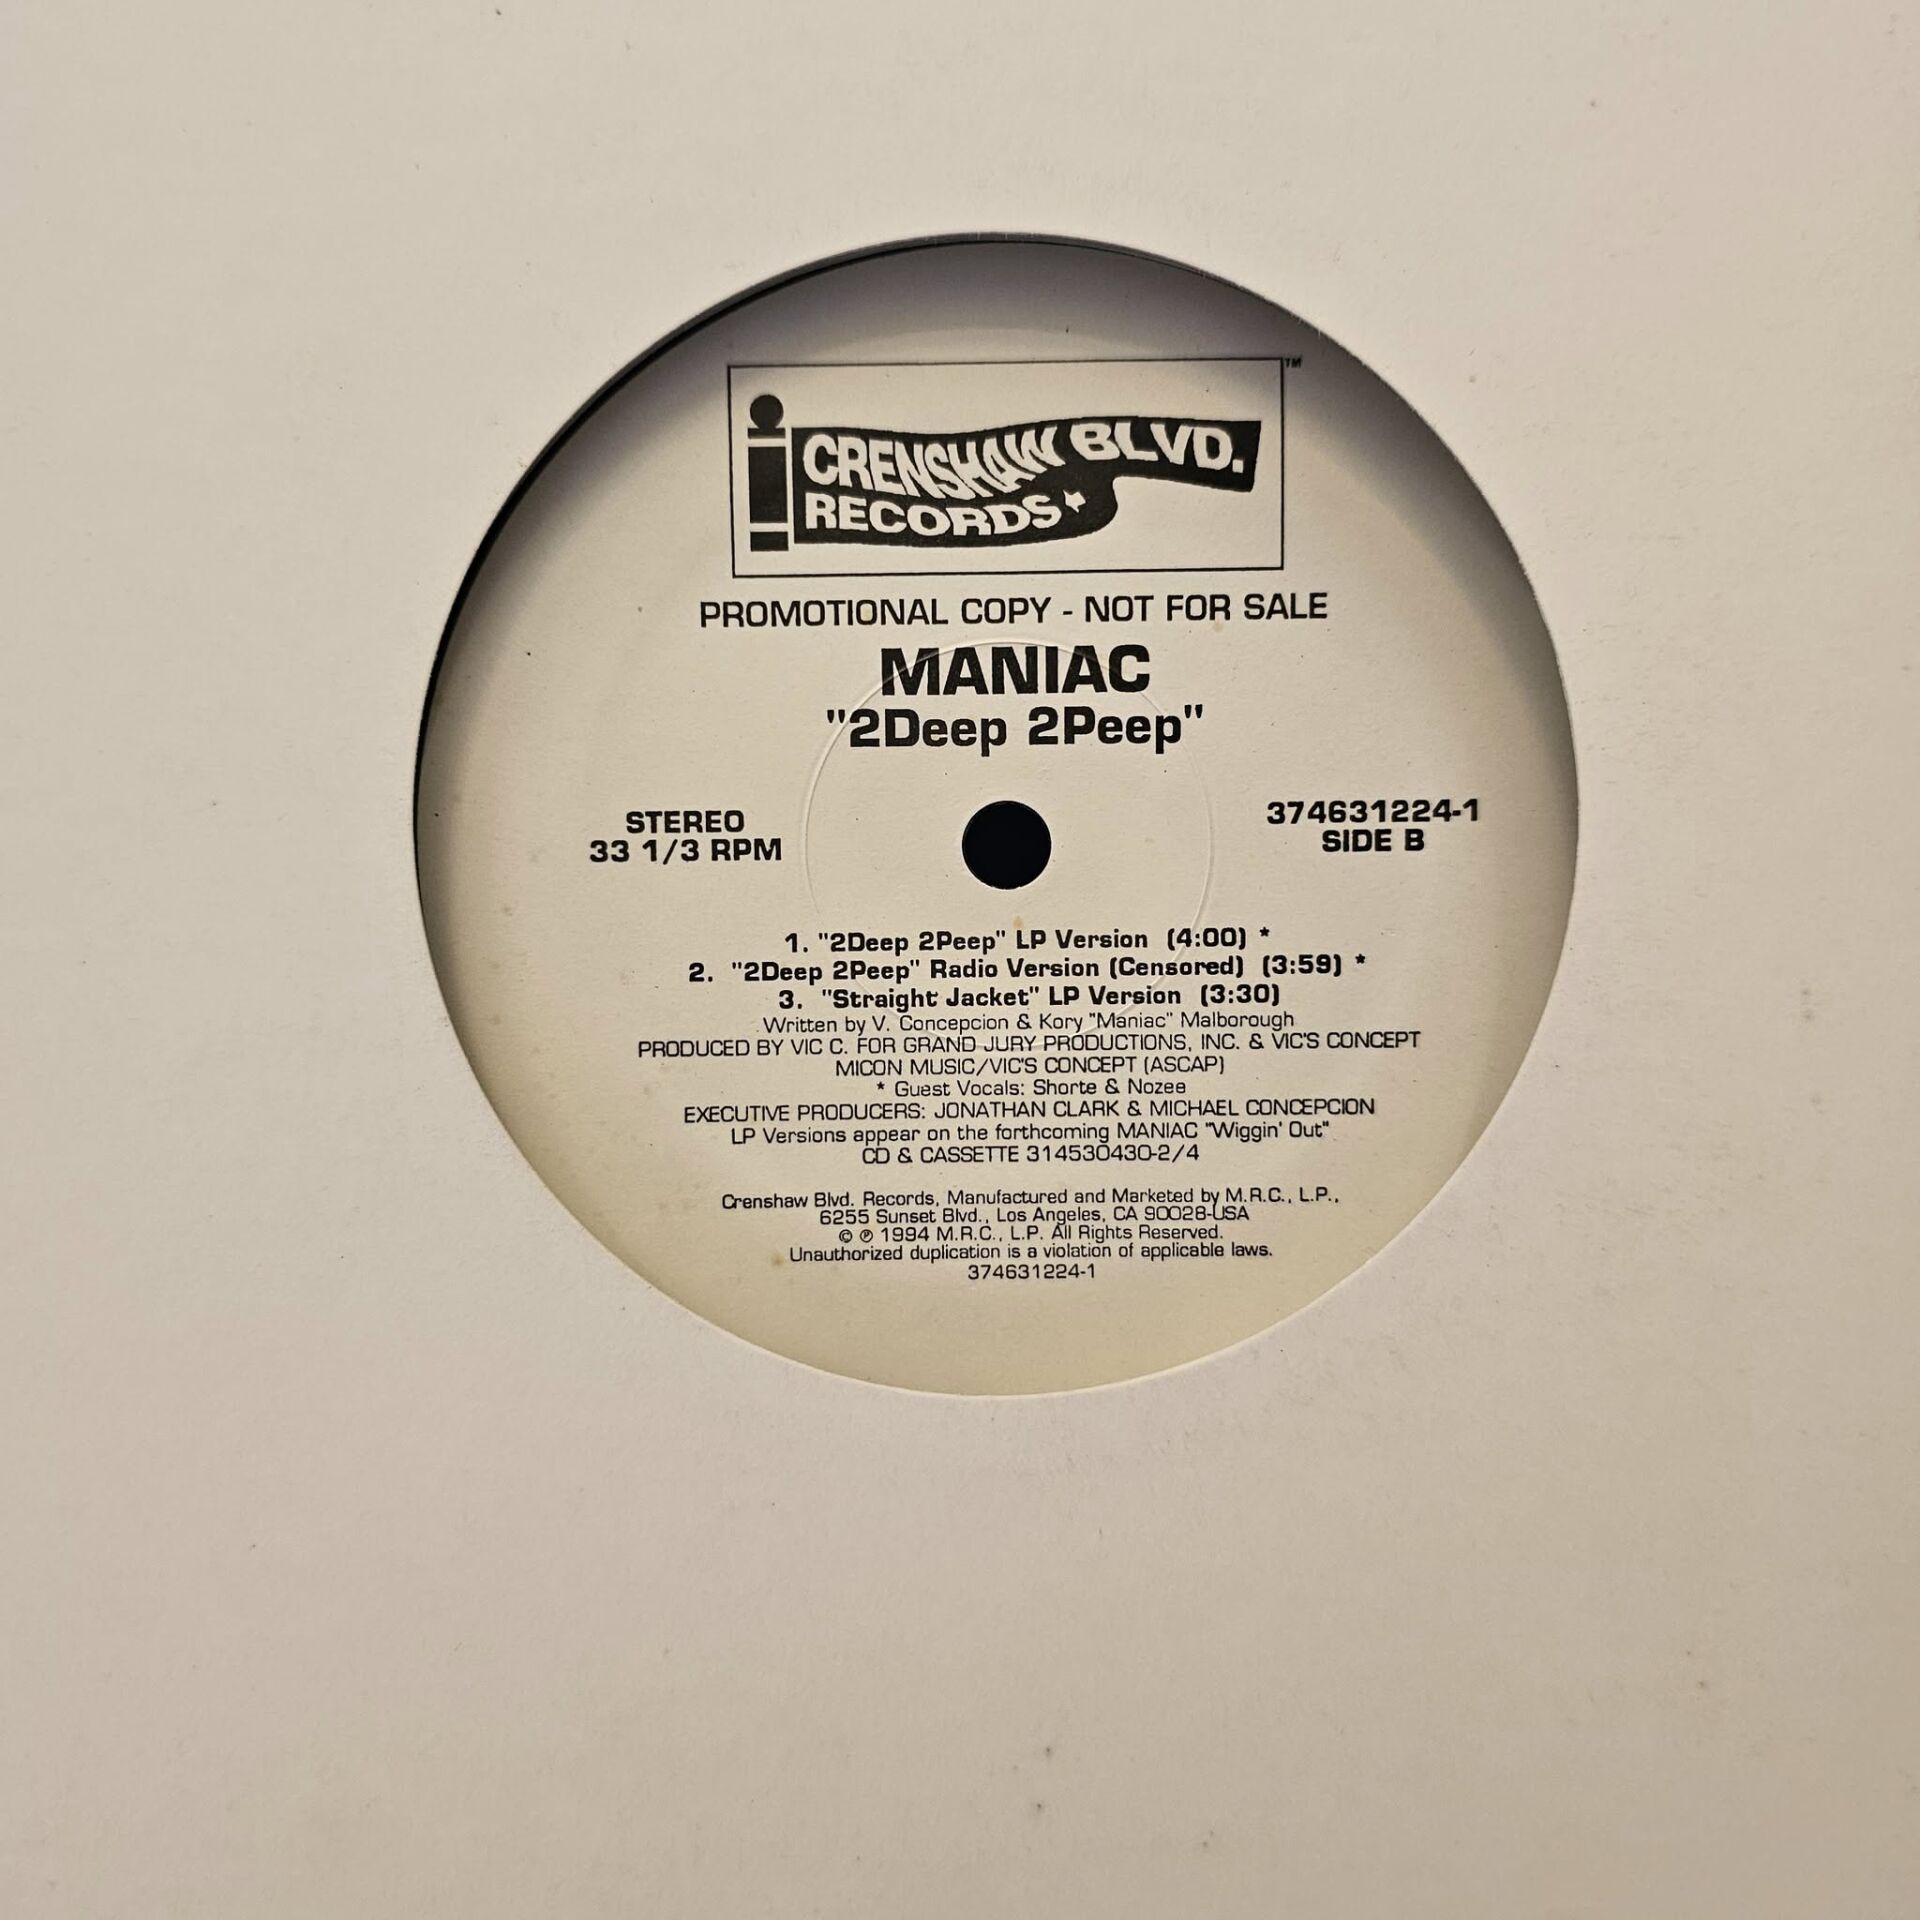 CRENSHAW BLVD. ™
RECORDS
PROMOTIONAL COPY - NOT FOR SALE
MANIAC
"2Deep 2Peep"
STEREO
33 1/3 RPM
374631224-1
SIDE B
1. "2Deep 2Peep" LP Version (4:00) *
2. "2Deep 2Peep" Radio Version (Censored) (3:59) *
3. "Straight Jacket" LP Version (3:30)
Written by V. Concepcion & Kory "Maniac" Malborough
PRODUCED BY VIC C. FOR GRAND JURY PRODUCTIONS, INC. & VIC'S CONCEPT
MICON MUSIC/VIC'S CONCEPT (ASCAP)
* Guest Vocals: Shorte & Nozee
EXECUTIVE PRODUCERS: JONATHAN CLARK & MICHAEL CONCEPCION
LP Versions appear on the forthcoming MANIAC "Wiggin' Out"
CD & CASSETTE 314530430-2/4
Crenshaw Blvd. Records, Manufactured and Marketed by M.R.C., L.P.,
6255 Sunset Blvd., Los Angeles, CA 90028-USA
© ℗ 1994 M.R.C., L.P. All Rights Reserved.
Unauthorized duplication is a violation of applicable laws.
374631224-1